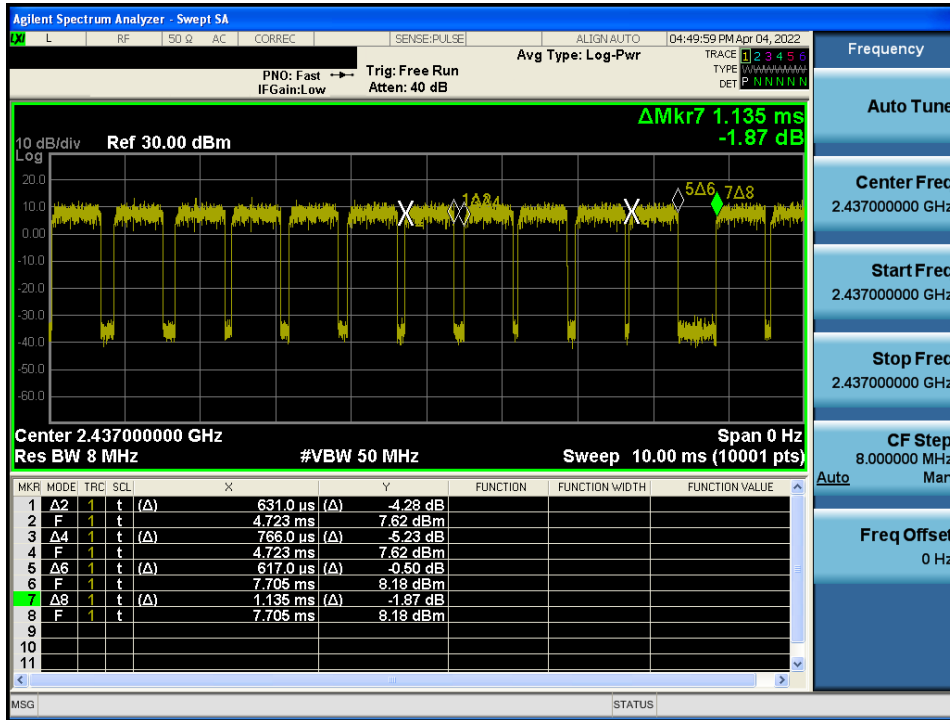 Agilent Spectrum Analyzer - Swept SA
LXI L RF 50 Ω AC CORREC SENSE:PULSE ALIGN AUTO 04:49:59 PM Apr 04, 2022
Avg Type: Log-Pwr
TRACE 1 2 3 4 5 6
PNO: Fast Trig: Free Run TYPE
IFGain:Low Atten: 40 dB DET P N N N N N
ΔMkr7 1.135 ms
-1.87 dB
10 dB/div Ref 30.00 dBm
Log
20.0
10.0
0.00
-10.0
-20.0
-30.0
-40.0
-50.0
-60.0
X X 5Δ6 7Δ8
Center 2.437000000 GHz Span 0 Hz
Res BW 8 MHz #VBW 50 MHz Sweep 10.00 ms (10001 pts)
MKR MODE TRC SCL X Y FUNCTION FUNCTION WIDTH FUNCTION VALUE
1 Δ2 1 t (Δ) 631.0 µs (Δ) -4.28 dB
2 F 1 t 4.723 ms 7.62 dBm
3 Δ4 1 t (Δ) 766.0 µs (Δ) -5.23 dB
4 F 1 t 4.723 ms 7.62 dBm
5 Δ6 1 t (Δ) 617.0 µs (Δ) -0.50 dB
6 F 1 t 7.705 ms 8.18 dBm
7 Δ8 1 t (Δ) 1.135 ms (Δ) -1.87 dB
8 F 1 t 7.705 ms 8.18 dBm
9
10
11
MSG STATUS
Frequency
Auto Tune
Center Freq
2.437000000 GHz
Start Freq
2.437000000 GHz
Stop Freq
2.437000000 GHz
CF Step
8.000000 MHz
Auto Man
Freq Offset
0 Hz